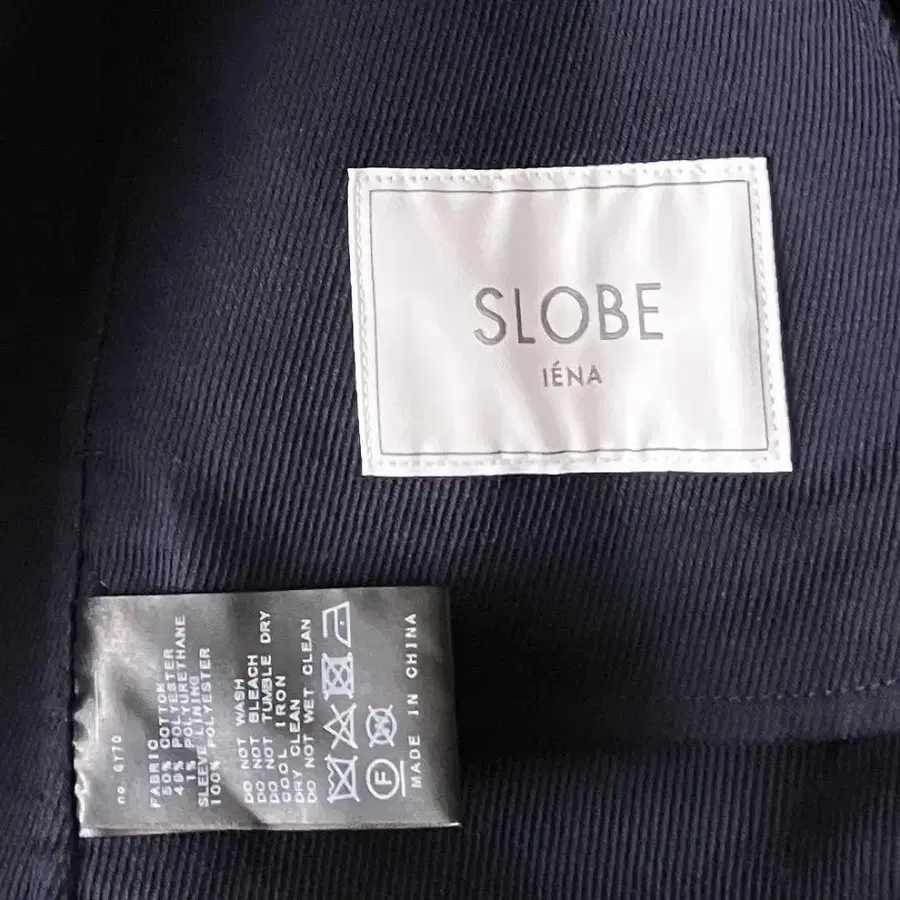 SLOBE
IÉNA
no. GY70
FABRIC
50% COTTON
49% POLYESTER
1% POLYURETHANE
SLEEVE LINING
100% POLYESTER
DO NOT WASH
DO NOT BLEACH
DO NOT TUMBLE DRY
COOL IRON
DRY CLEAN
DO NOT WET CLEAN
F
MADE IN CHINA